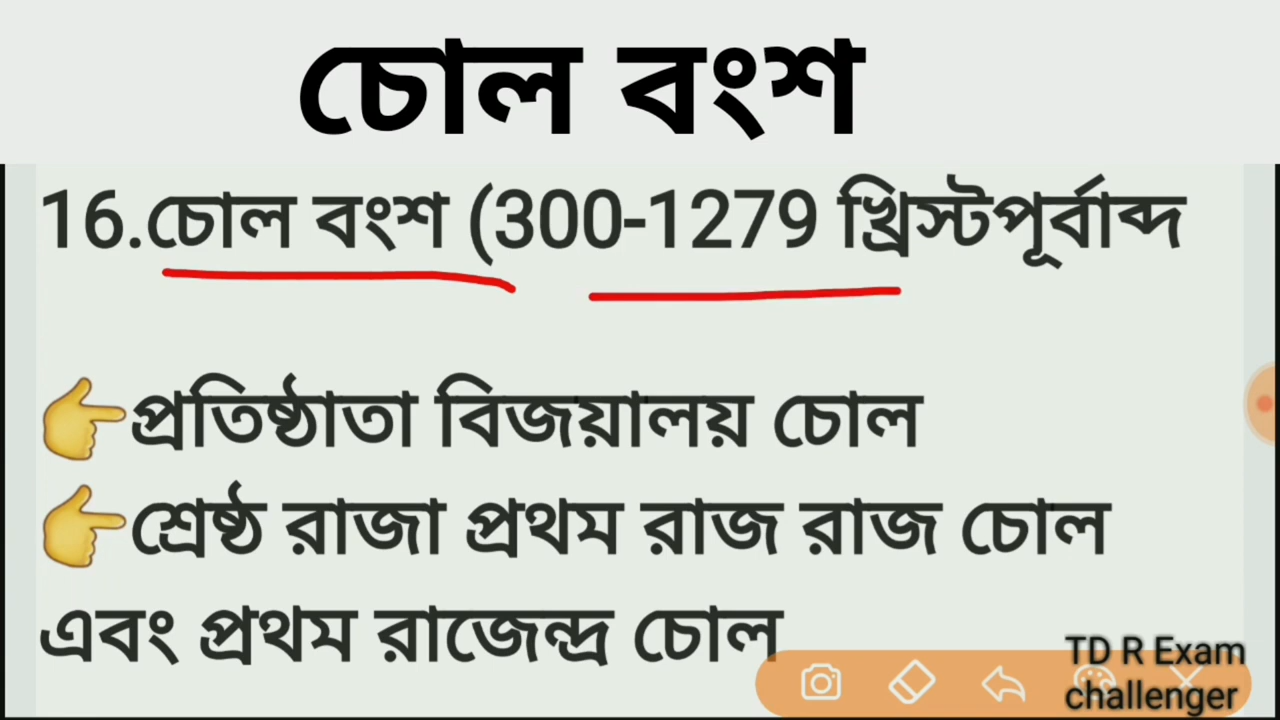 চোল বংশ
16.চোল বংশ (300-1279 খ্রিস্টপূর্বাব্দ
👉প্রতিষ্ঠাতা বিজয়ালয় চোল
👉শ্রেষ্ঠ রাজা প্রথম রাজ রাজ চোল
এবং প্রথম রাজেন্দ্র চোল
TD R Exam
challenger